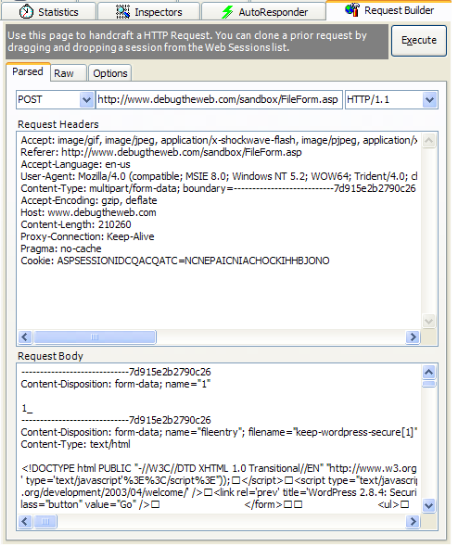 Statistics
Inspectors
AutoResponder
Request Builder
Use this page to handcraft a HTTP Request. You can clone a prior request by
dragging and dropping a session from the Web Sessions list.
Execute
Parsed
Raw
Options
POST
http://www.debugtheweb.com/sandbox/FileForm.asp
HTTP/1.1
Request Headers
Accept: image/gif, image/jpeg, application/x-shockwave-flash, image/pjpeg, application/x
Referer: http://www.debugtheweb.com/sandbox/FileForm.asp
Accept-Language: en-us
User-Agent: Mozilla/4.0 (compatible; MSIE 8.0; Windows NT 5.2; WOW64; Trident/4.0; cl
Content-Type: multipart/form-data; boundary=---------------------------7d915e2b2790c26
Accept-Encoding: gzip, deflate
Host: www.debugtheweb.com
Content-Length: 210260
Proxy-Connection: Keep-Alive
Pragma: no-cache
Cookie: ASPSESSIONIDCQACQATC=NCNEPAICNIACHOCKIHHBJONO
Request Body
-----------------------------7d915e2b2790c26
Content-Disposition: form-data; name="1"
1_
-----------------------------7d915e2b2790c26
Content-Disposition: form-data; name="fileentry"; filename="keep-wordpress-secure[1]"
Content-Type: text/html
<!DOCTYPE html PUBLIC "-//W3C//DTD XHTML 1.0 Transitional//EN" "http://www.w3.org
' type='text/javascript'%3E%3C/script%3E"));□</script>□<script type="text/javascrip
.org/development/2003/04/welcome/' />□<link rel='prev' title='WordPress 2.8.4: Securi
lass="button" value="Go" />□ </form>□□ <ul>□